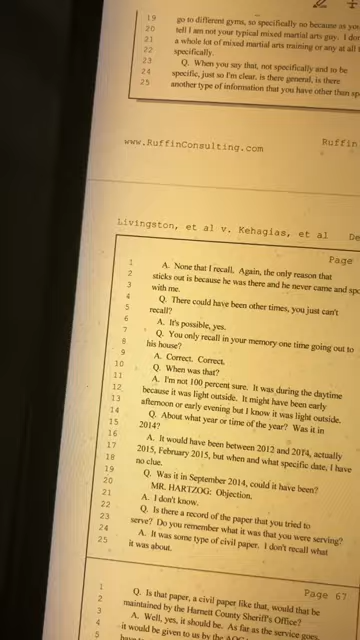 19 go to different gyms, so specifically no because as you
20 tell I am not your typical mixed martial arts guy. I don
21 a whole lot of mixed martial arts training or any at all
22 specifically.
23 Q. When you say that, not specifically and to be
24 specific, just so I'm clear, is there general, is there
25 another type of information that you have other than sp
www.RuffinConsulting.com Ruffin
Livingston, et al v. Kehagias, et al De
Page
1 A. None that I recall. Again, the only reason that
2 sticks out is because he was there and he never came and spo
3 with me.
4 Q. There could have been other times, you just can't
5 recall?
6 A. It's possible, yes.
7 Q. You only recall in your memory one time going out to
8 his house?
9 A. Correct. Correct.
10 Q. When was that?
11 A. I'm not 100 percent sure. It was during the daytime
12 because it was light outside. It might have been early
13 afternoon or early evening but I know it was light outside.
14 Q. About what year or time of the year? Was it in
15 2014?
16 A. It would have been between 2012 and 2014, actually
17 2015, February 2015, but when and what specific date, I have
18 no clue.
19 Q. Was it in September 2014, could it have been?
20 MR. HARTZOG: Objection.
21 A. I don't know.
22 Q. Is there a record of the paper that you tried to
23 serve? Do you remember what it was that you were serving?
24 A. It was some type of civil paper. I don't recall what
25 it was about.
Page 67
1 Q. Is that paper, a civil paper like that, would that be
2 maintained by the Harnett County Sheriff's Office?
3 A. Well, yes, it should be. As far as the service goes
4 it would be given to us by the
5